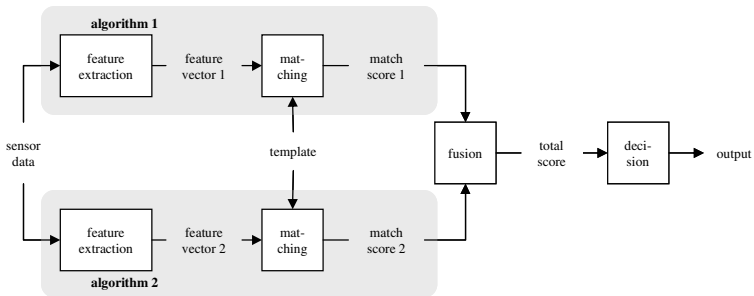 algorithm 1
feature
extraction
feature
vector 1
mat-
ching
match
score 1
sensor
data
template
fusion
total
score
deci-
sion
output
feature
extraction
feature
vector 2
mat-
ching
match
score 2
algorithm 2